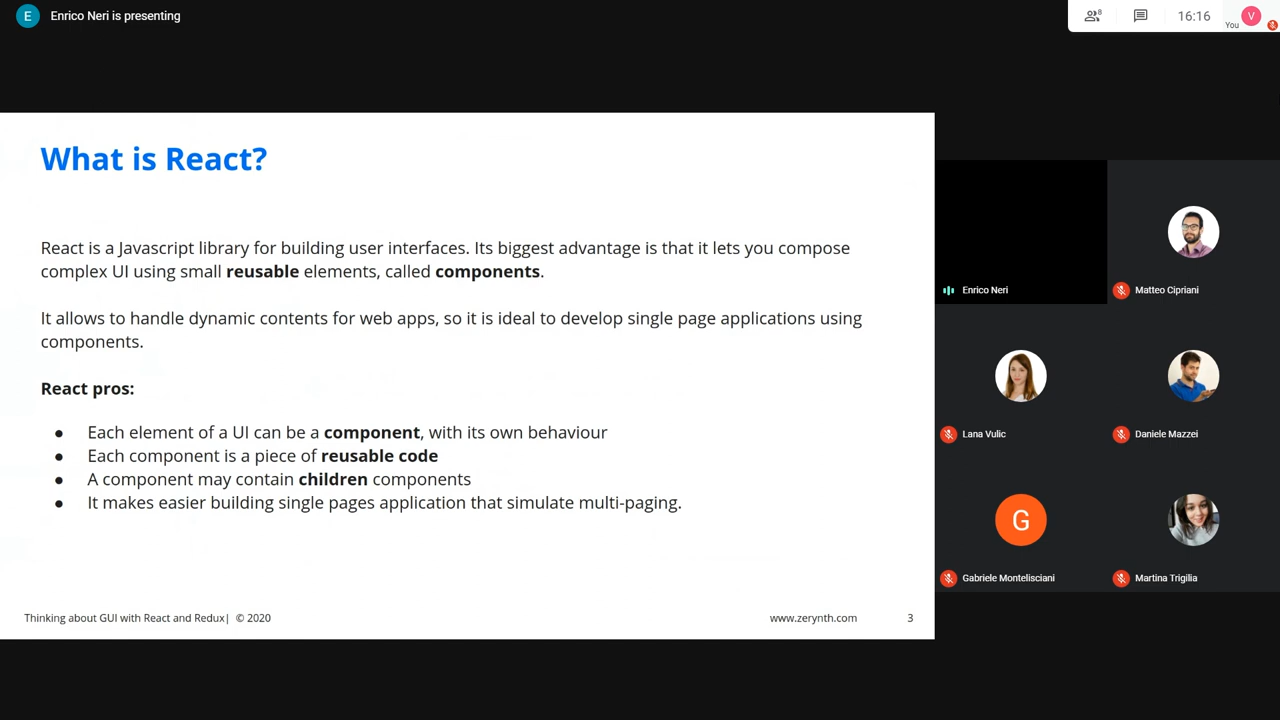 E
Enrico Neri is presenting
8
16:16
You
V
What is React?
React is a Javascript library for building user interfaces. Its biggest advantage is that it lets you compose
complex UI using small reusable elements, called components.
It allows to handle dynamic contents for web apps, so it is ideal to develop single page applications using
components.
React pros:
● Each element of a UI can be a component, with its own behaviour
● Each component is a piece of reusable code
● A component may contain children components
● It makes easier building single pages application that simulate multi-paging.
Thinking about GUI with React and Redux| © 2020
www.zerynth.com
3
Enrico Neri
Matteo Cipriani
Lana Vulic
Daniele Mazzei
G
Gabriele Montelisciani
Martina Trigilia